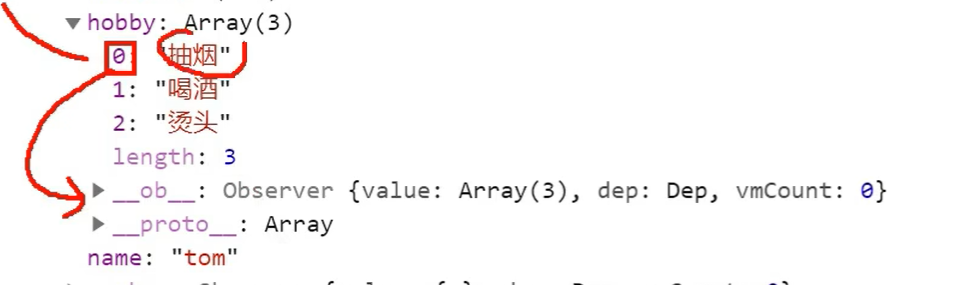 ▼hobby: Array(3)
0: "抽烟"
1: "喝酒"
2: "烫头"
length: 3
▶__ob__: Observer {value: Array(3), dep: Dep, vmCount: 0}
▶__proto__: Array
name: "tom"